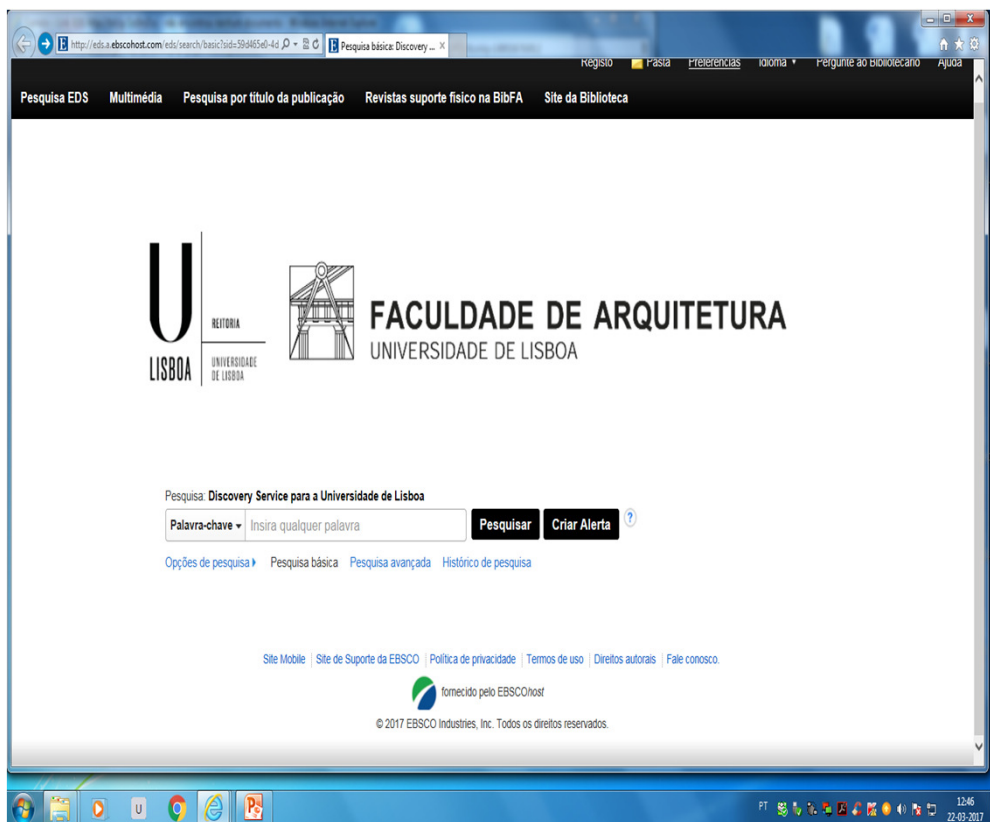 http://eds.a.ebscohost.com/eds/search/basic?sid=59d465e0-4d
Pesquisa básica: Discovery ...
Registo Pasta Preferências Idioma Pergunte ao Bibliotecário Ajuda
Pesquisa EDS Multimédia Pesquisa por título da publicação Revistas suporte físico na BibFA Site da Biblioteca
U
LISBOA
REITORIA
UNIVERSIDADE
DE LISBOA
FACULDADE DE ARQUITETURA
UNIVERSIDADE DE LISBOA
Pesquisa: Discovery Service para a Universidade de Lisboa
Palavra-chave Insira qualquer palavra Pesquisar Criar Alerta ?
Opções de pesquisa Pesquisa básica Pesquisa avançada Histórico de pesquisa
Site Mobile | Site de Suporte da EBSCO | Política de privacidade | Termos de uso | Direitos autorais | Fale conosco.
fornecido pelo EBSCOhost
© 2017 EBSCO Industries, Inc. Todos os direitos reservados.
PT 12:46
22-03-2017